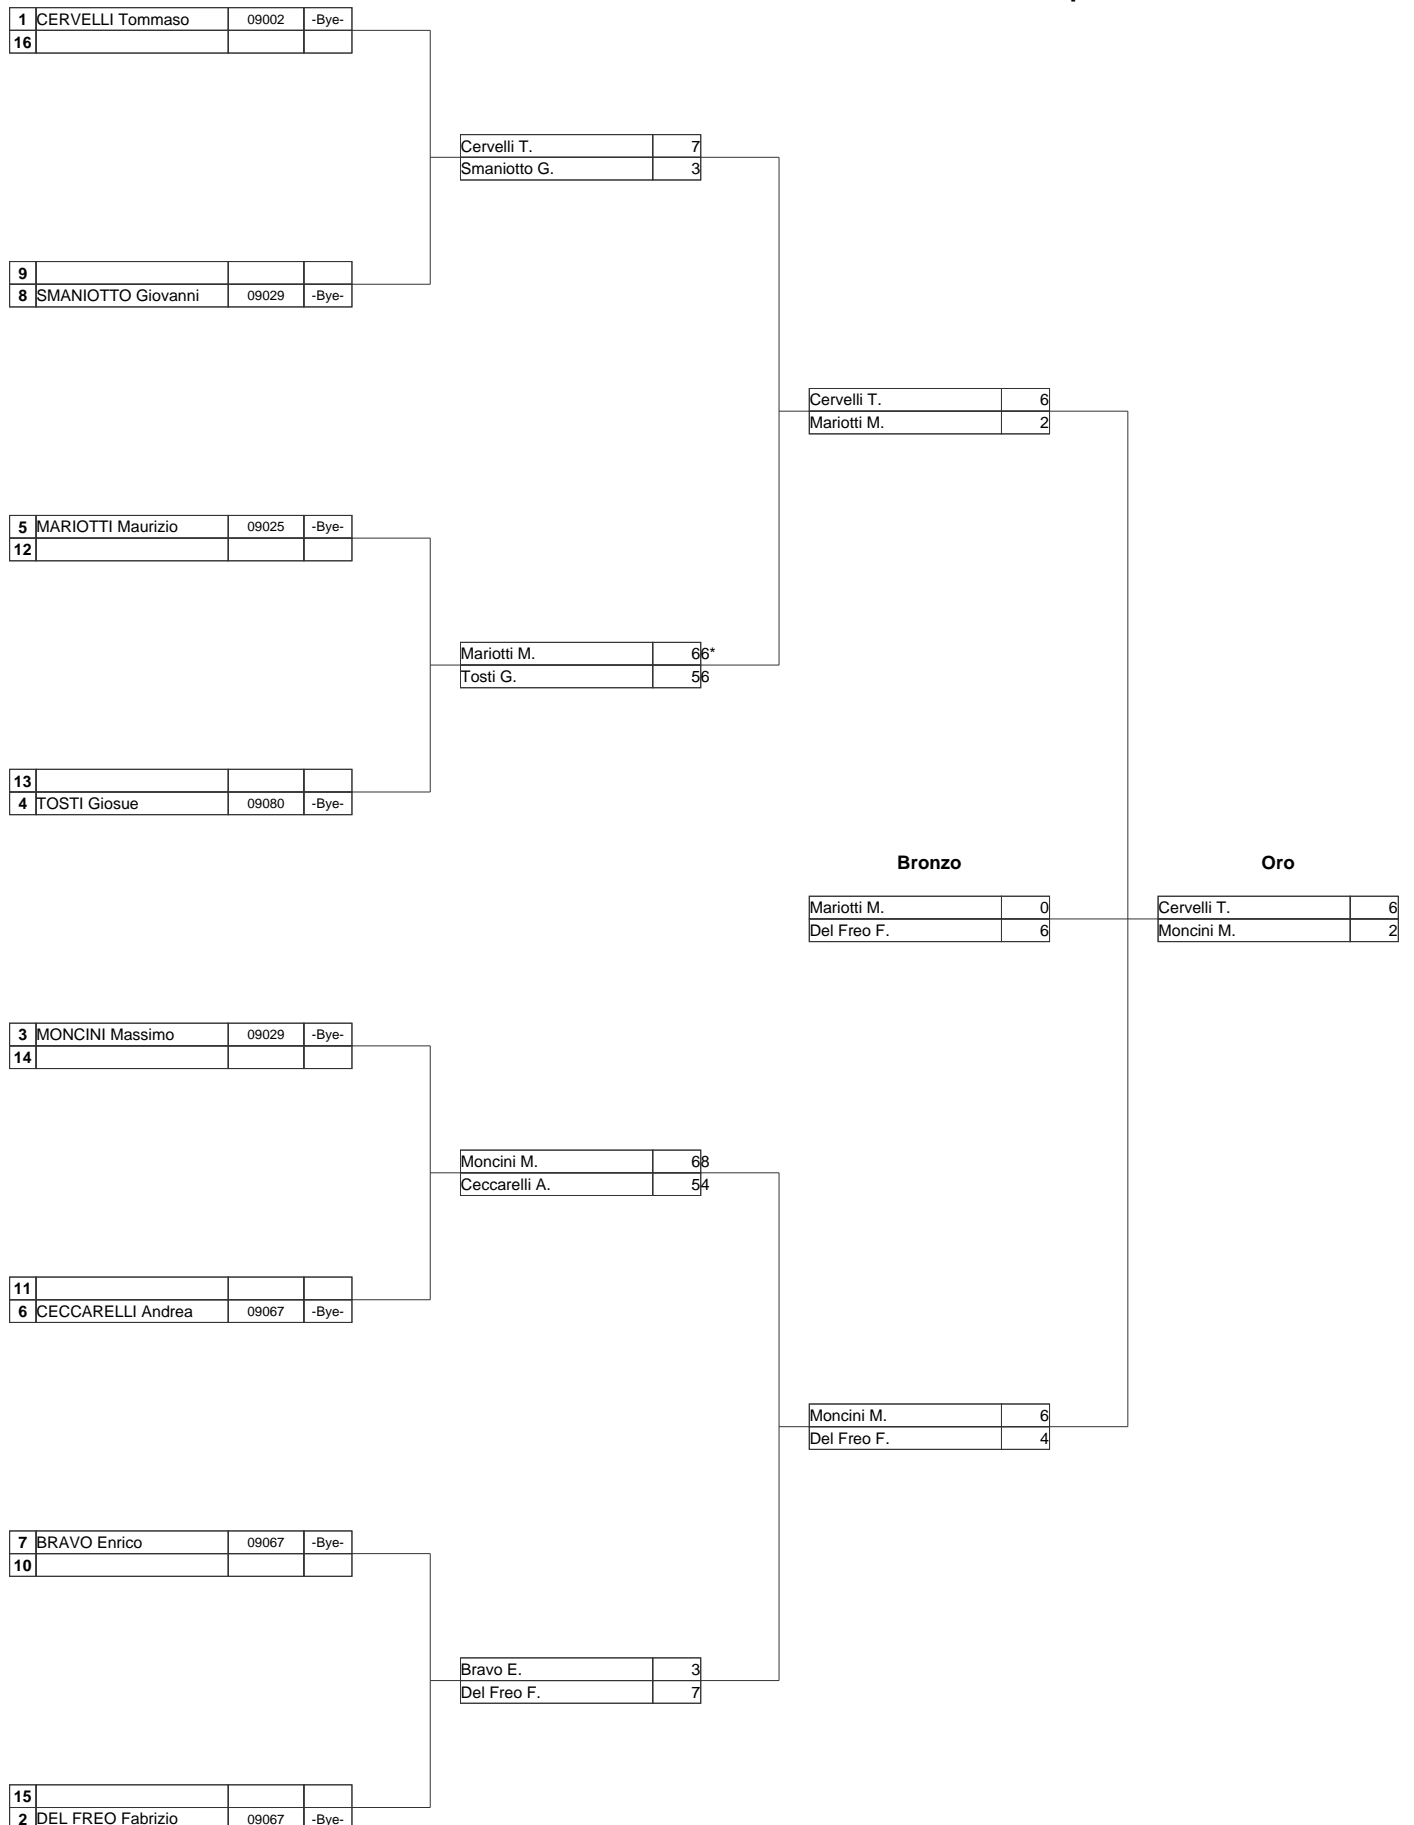 1 CERVELLI Tommaso 09002 -Bye-
16
Cervelli T. 7
Smaniotto G. 3
9
8 SMANIOTTO Giovanni 09029 -Bye-
Cervelli T. 6
Mariotti M. 2
5 MARIOTTI Maurizio 09025 -Bye-
12
Mariotti M. 66*
Tosti G. 56
13
4 TOSTI Giosue 09080 -Bye-
Bronzo Oro
Mariotti M. 0 Cervelli T. 6
Del Freo F. 6 Moncini M. 2
3 MONCINI Massimo 09029 -Bye-
14
Moncini M. 68
Ceccarelli A. 54
11
6 CECCARELLI Andrea 09067 -Bye-
Moncini M. 6
Del Freo F. 4
7 BRAVO Enrico 09067 -Bye-
10
Bravo E. 3
Del Freo F. 7
15
2 DEL FREO Fabrizio 09067 -Bye-